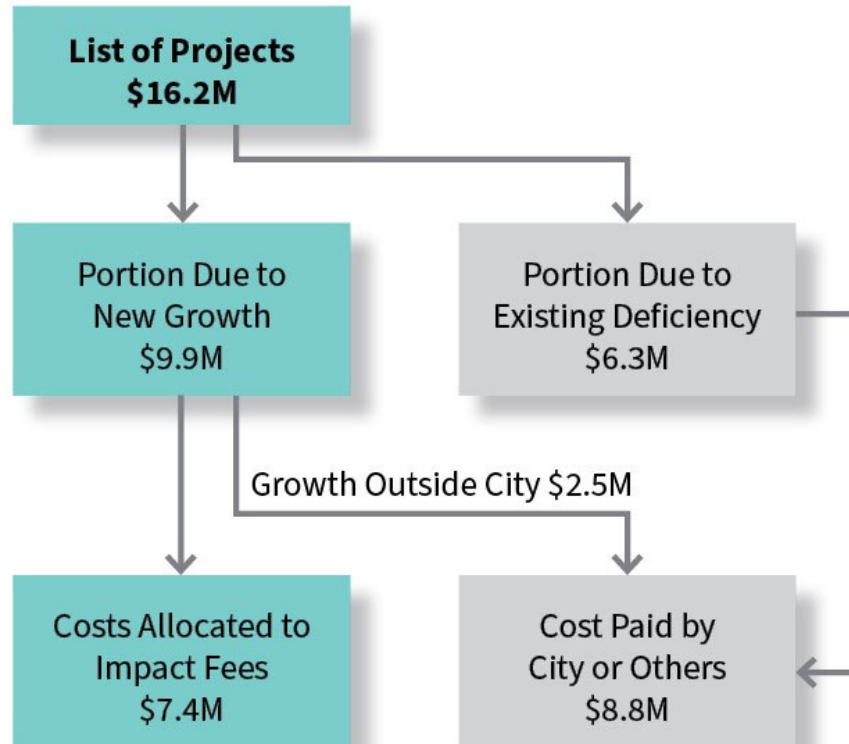 List of Projects
$16.2M
Portion Due to
New Growth
$9.9M
Portion Due to
Existing Deficiency
$6.3M
Growth Outside City $2.5M
Costs Allocated to
Impact Fees
$7.4M
Cost Paid by
City or Others
$8.8M